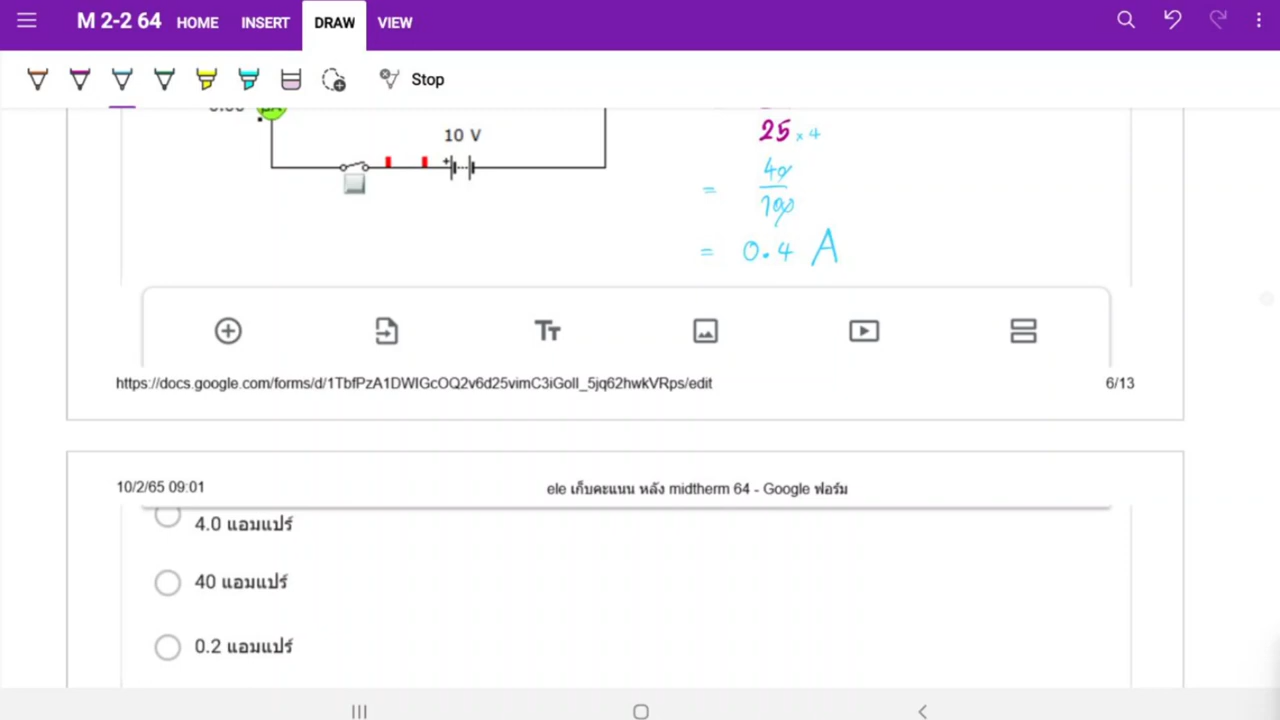 M 2-2 64 HOME INSERT DRAW VIEW
Stop
10 V
25 × 4
= 40/100
= 0.4 A
https://docs.google.com/forms/d/1TbfPzA1DWIGcOQ2v6d25vimC3iGoll_5jq62hwkVRps/edit 6/13
10/2/65 09:01 ele เก็บคะแนน หลัง midtherm 64 - Google ฟอร์ม
4.0 แอมแปร์
40 แอมแปร์
0.2 แอมแปร์